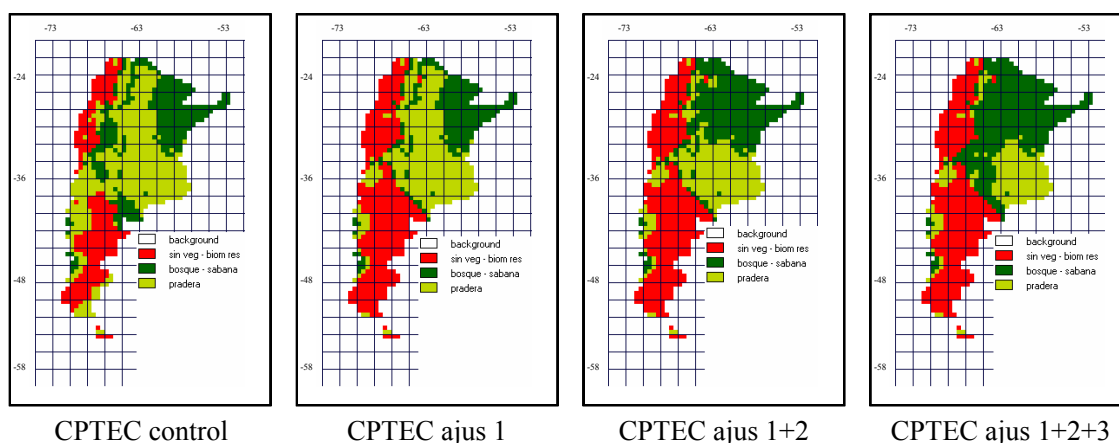 -73 -63 -53
-24
-36
-48
-58
background
sin veg - biom res
bosque - sabana
pradera
CPTEC control
-73 -63 -53
-24
-36
-48
-58
background
sin veg - biom res
bosque - sabana
pradera
CPTEC ajus 1
-73 -63 -53
-24
-36
-48
-58
background
sin veg - biom res
bosque - sabana
pradera
CPTEC ajus 1+2
-73 -63 -53
-24
-36
-48
-58
background
sin veg - biom res
bosque - sabana
pradera
CPTEC ajus 1+2+3